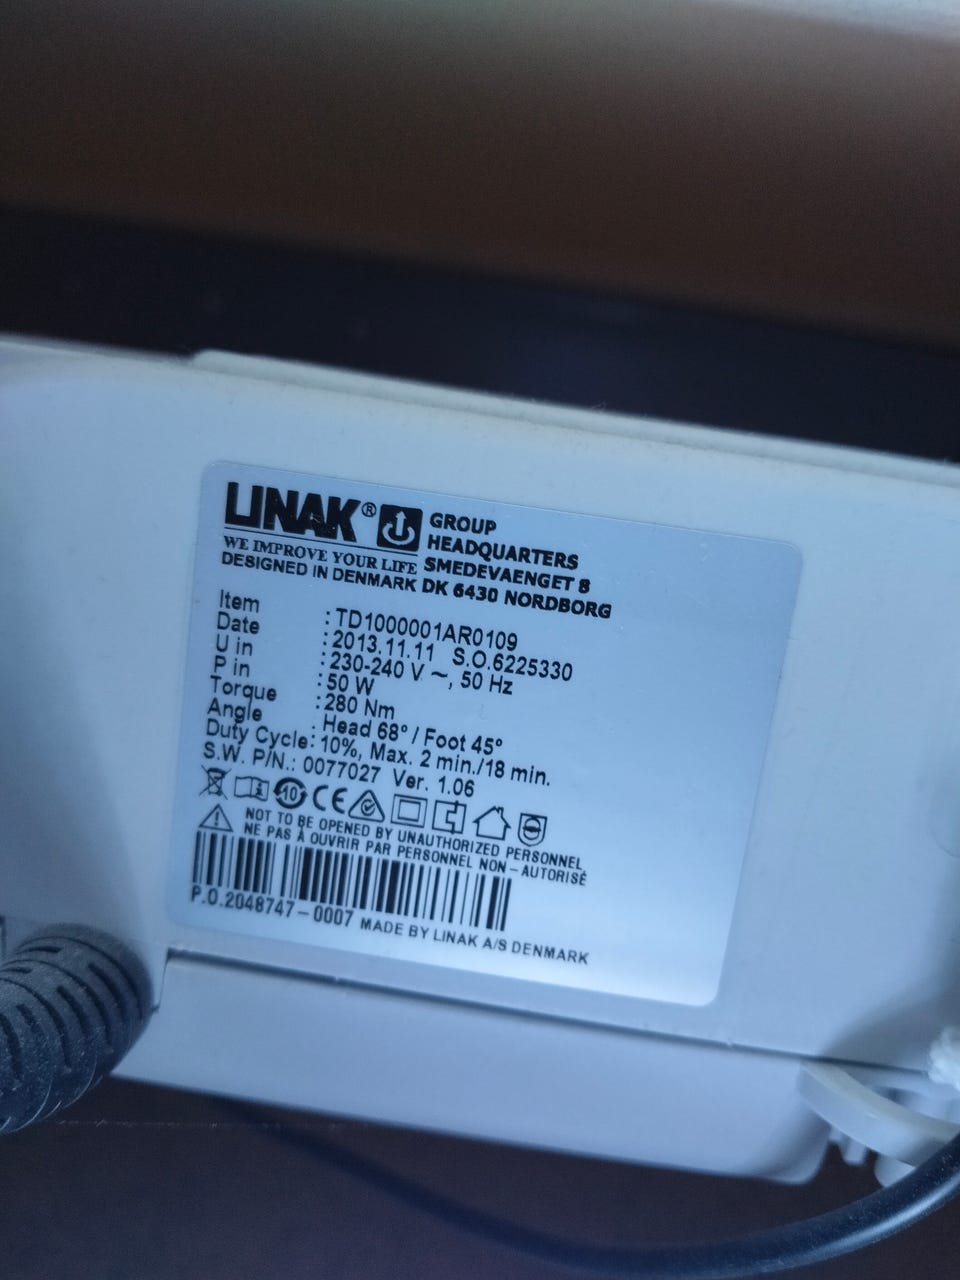 LINAK®
WE IMPROVE YOUR LIFE
DESIGNED IN DENMARK
GROUP
HEADQUARTERS
SMEDEVAENGET 8
DK 6430 NORDBORG
Item : TD1000001AR0109
Date : 2013.11.11 S.O.6225330
U in : 230-240 V ~, 50 Hz
P in : 50 W
Torque : 280 Nm
Angle : Head 68° / Foot 45°
Duty Cycle: 10%, Max. 2 min./18 min.
S.W. P/N.: 0077027 Ver. 1.06
10 CE
NOT TO BE OPENED BY UNAUTHORIZED PERSONNEL
NE PAS À OUVRIR PAR PERSONNEL NON-AUTORISÉ
P.O.2048747-0007 MADE BY LINAK A/S DENMARK